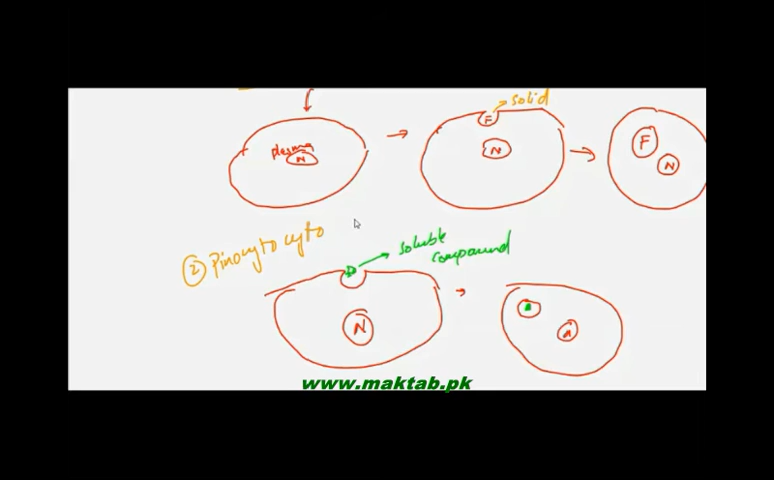 solid
F
plasma
N
N
F
N
② Pinocytocyto
soluble
compound
N
www.maktab.pk